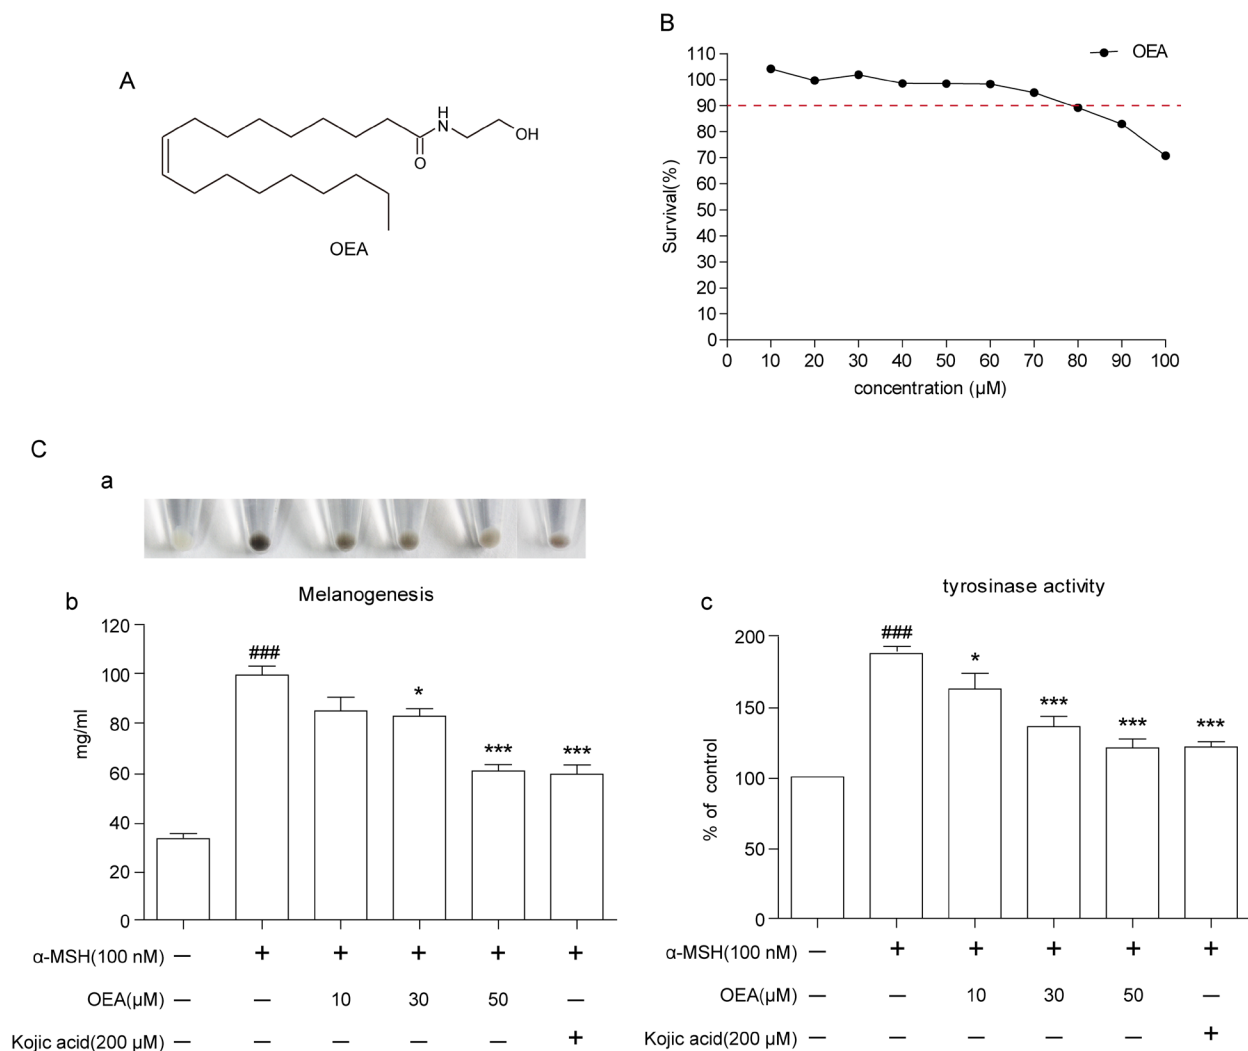 A
H
N
OH
O
OEA
B
OEA
110
100
90
80
70
60
50
40
30
20
10
0
Survival(%)
0 10 20 30 40 50 60 70 80 90 100
concentration (µM)
C
a
b
Melanogenesis
120
100
80
60
40
20
0
mg/ml
###
*
***
***
α-MSH(100 nM) — + + + + +
OEA(µM) — — 10 30 50 —
Kojic acid(200 µM) — — — — — +
c
tyrosinase activity
200
150
100
50
0
% of control
###
*
***
***
***
α-MSH(100 nM) — + + + + +
OEA(µM) — — 10 30 50 —
Kojic acid(200 µM) — — — — — +